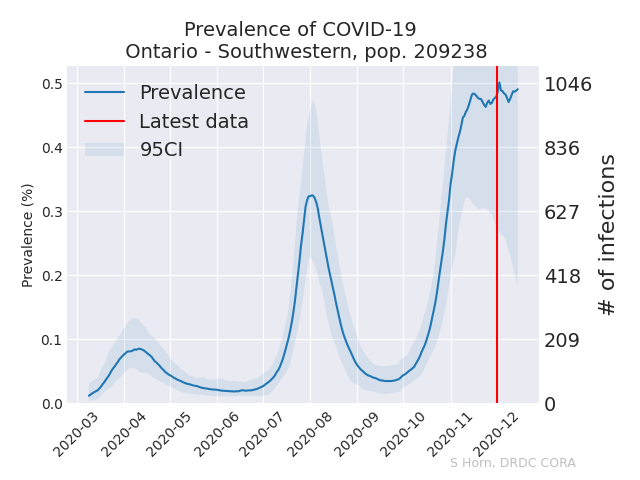 Prevalence of COVID-19
Ontario - Southwestern, pop. 209238
Prevalence
Latest data
95CI
Prevalence (%)
0.5
0.4
0.3
0.2
0.1
0.0
1046
836
627
418
209
0
# of infections
2020-03
2020-04
2020-05
2020-06
2020-07
2020-08
2020-09
2020-10
2020-11
2020-12
S Horn, DRDC CORA